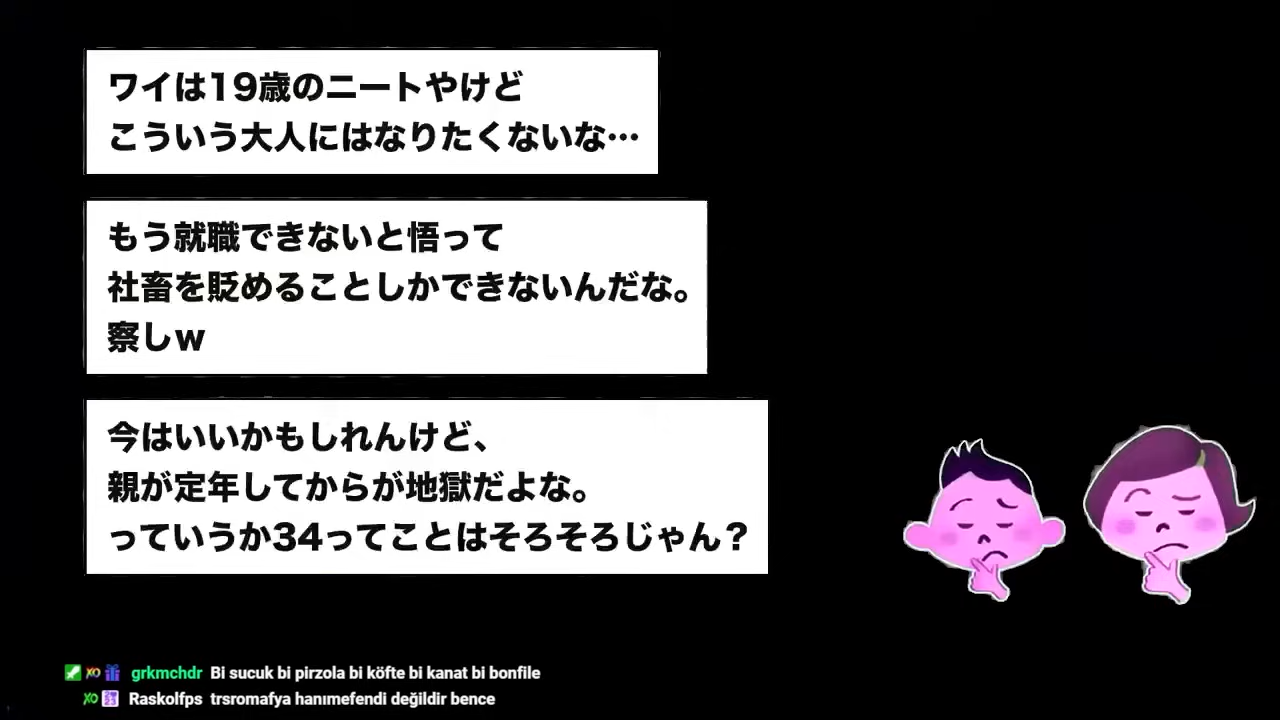 ワイは19歳のニートやけど
こういう大人にはなりたくないな…
もう就職できないと悟って
社畜を貶めることしかできないんだな。
察しw
今はいいかもしれんけど、
親が定年してからが地獄だよな。
っていうか34ってことはそろそろじゃん？
grkmchdr Bi sucuk bi pirzola bi köfte bi kanat bi bonfile
Raskolfps trsromafya hanımefendi değildir bence